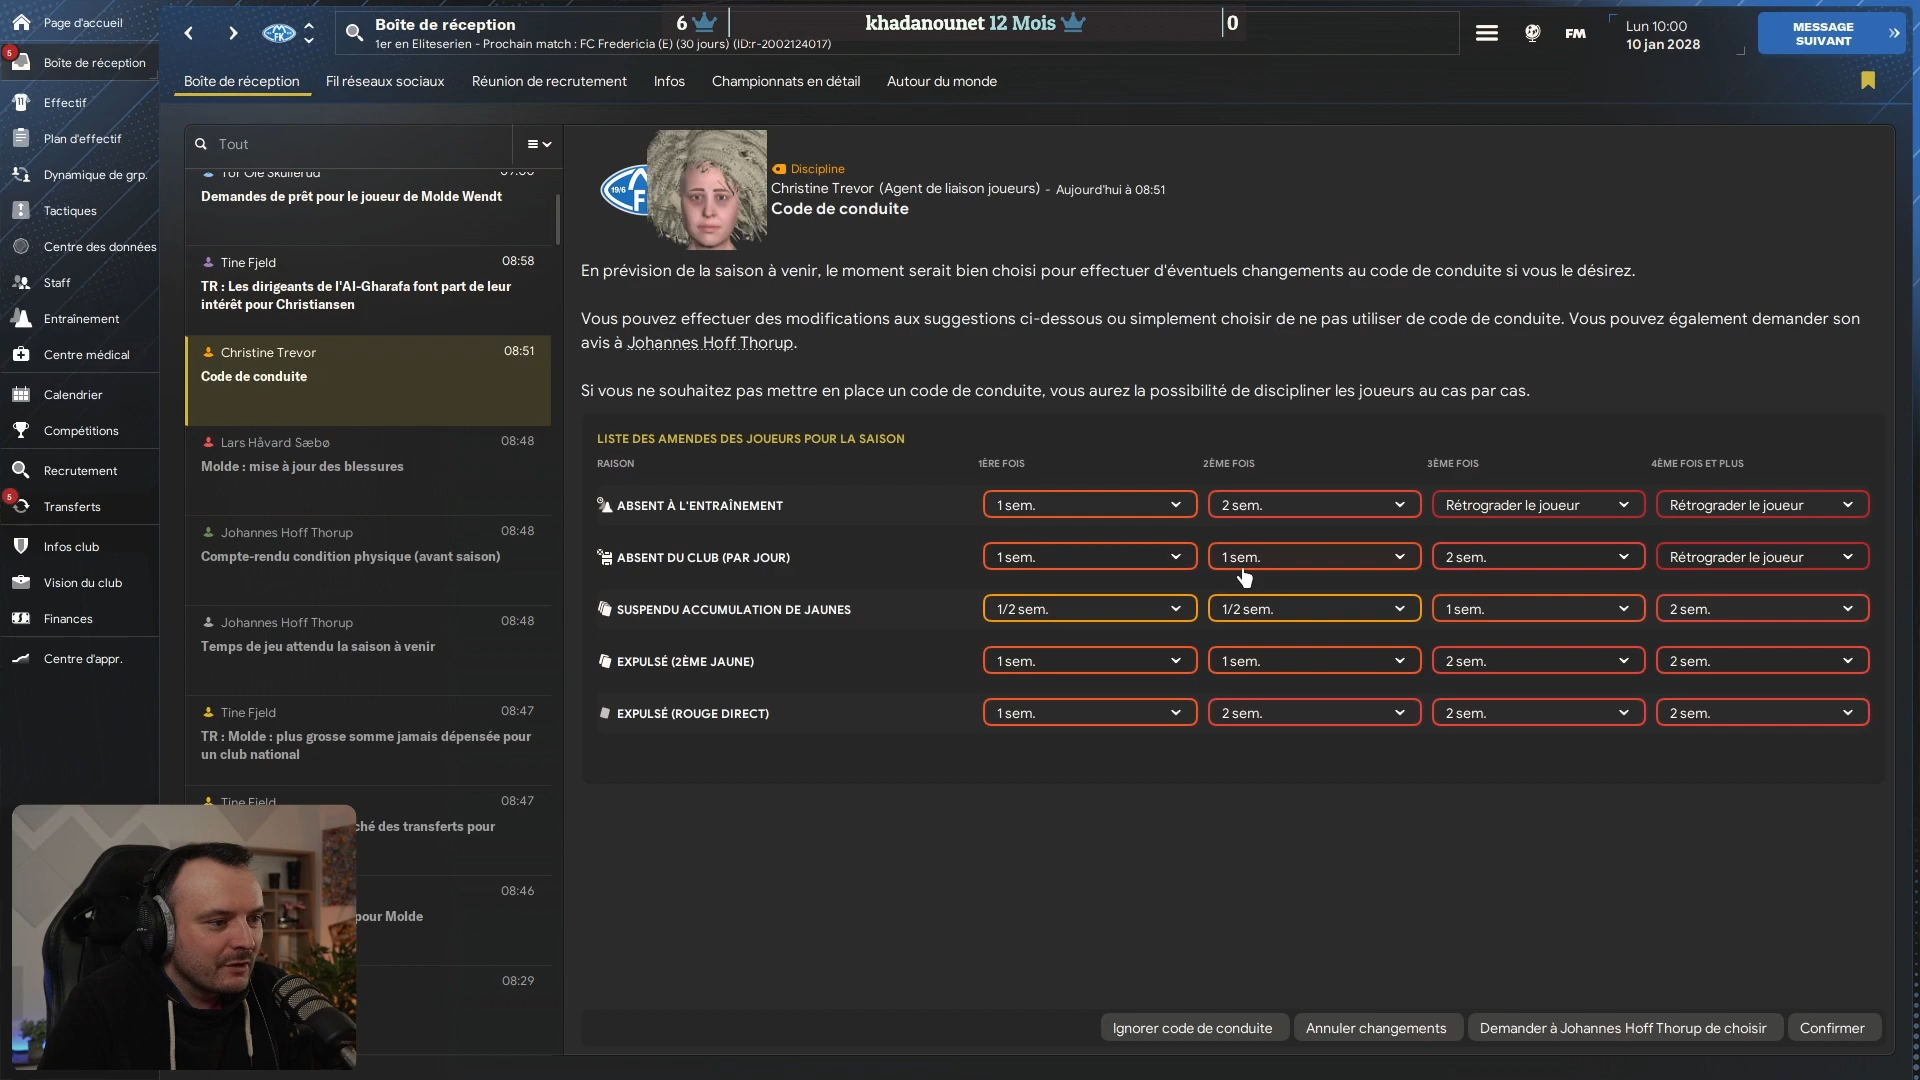 Page d'accueil
5
Boîte de réception
Effectif
Plan d'effectif
Dynamique de grp.
Tactiques
Centre des données
Staff
Entraînement
Centre médical
Calendrier
Compétitions
Recrutement
5
Transferts
Infos club
Vision du club
Finances
Centre d'appr.
Boîte de réception
1er en Eliteserien - Prochain match : FC Fredericia (E) (30 jours) (ID:r-2002124017)
6
khadanounet 12 Mois
0
FM
Lun 10:00
10 jan 2028
MESSAGE
SUIVANT
Boîte de réception
Fil réseaux sociaux
Réunion de recrutement
Infos
Championnats en détail
Autour du monde
Tout
Tor Ole Skullerud
Demandes de prêt pour le joueur de Molde Wendt
Tine Fjeld 08:58
TR : Les dirigeants de l'Al-Gharafa font part de leur
intérêt pour Christiansen
Christine Trevor 08:51
Code de conduite
Lars Håvard Sæbø 08:48
Molde : mise à jour des blessures
Johannes Hoff Thorup 08:48
Compte-rendu condition physique (avant saison)
Johannes Hoff Thorup 08:48
Temps de jeu attendu la saison à venir
Tine Fjeld 08:47
TR : Molde : plus grosse somme jamais dépensée pour
un club national
Tine Fjeld 08:47
ché des transferts pour
08:46
pour Molde
08:29
Discipline
Christine Trevor (Agent de liaison joueurs) - Aujourd'hui à 08:51
Code de conduite
En prévision de la saison à venir, le moment serait bien choisi pour effectuer d'éventuels changements au code de conduite si vous le désirez.
Vous pouvez effectuer des modifications aux suggestions ci-dessous ou simplement choisir de ne pas utiliser de code de conduite. Vous pouvez également demander son
avis à Johannes Hoff Thorup.
Si vous ne souhaitez pas mettre en place un code de conduite, vous aurez la possibilité de discipliner les joueurs au cas par cas.
LISTE DES AMENDES DES JOUEURS POUR LA SAISON
RAISON 1ÈRE FOIS 2ÈME FOIS 3ÈME FOIS 4ÈME FOIS ET PLUS
ABSENT À L'ENTRAÎNEMENT 1 sem. 2 sem. Rétrograder le joueur Rétrograder le joueur
ABSENT DU CLUB (PAR JOUR) 1 sem. 1 sem. 2 sem. Rétrograder le joueur
SUSPENDU ACCUMULATION DE JAUNES 1/2 sem. 1/2 sem. 1 sem. 2 sem.
EXPULSÉ (2ÈME JAUNE) 1 sem. 1 sem. 2 sem. 2 sem.
EXPULSÉ (ROUGE DIRECT) 1 sem. 2 sem. 2 sem. 2 sem.
Ignorer code de conduite
Annuler changements
Demander à Johannes Hoff Thorup de choisir
Confirmer